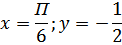 x = П/6; y = −1/2